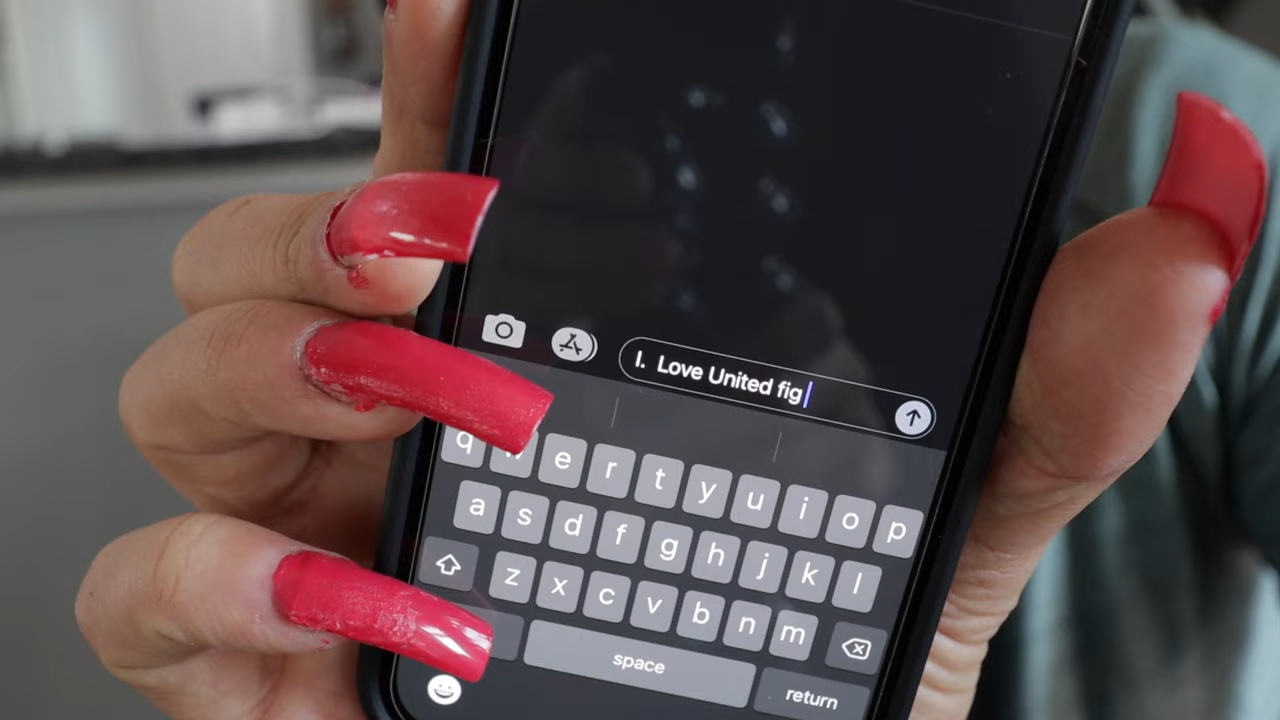 I.  Love United fig
q w e r t y u i o p
a s d f g h j k l
z x c v b n m
space return